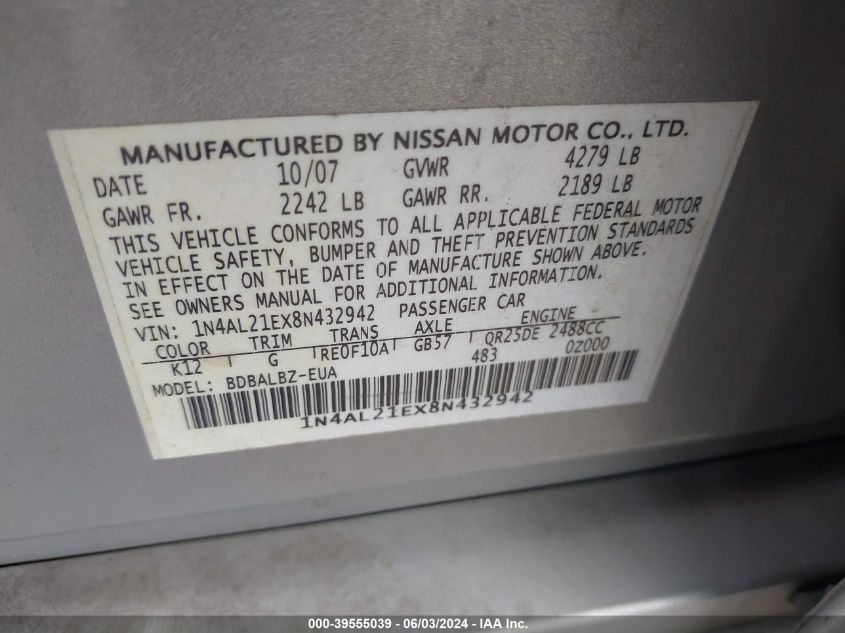 MANUFACTURED BY NISSAN MOTOR CO., LTD.
DATE 10/07 GVWR 4279 LB
GAWR FR. 2242 LB GAWR RR. 2189 LB
THIS VEHICLE CONFORMS TO ALL APPLICABLE FEDERAL MOTOR
VEHICLE SAFETY, BUMPER AND THEFT PREVENTION STANDARDS
IN EFFECT ON THE DATE OF MANUFACTURE SHOWN ABOVE.
SEE OWNERS MANUAL FOR ADDITIONAL INFORMATION.
VIN: 1N4AL21EX8N432942 PASSENGER CAR
COLOR TRIM TRANS AXLE ENGINE
K12 G RE0F10A GB57 QR25DE 2488CC
483 0Z000
MODEL: BDBALBZ-EUA
1N4AL21EX8N432942
000-39555039 - 06/03/2024 - IAA Inc.